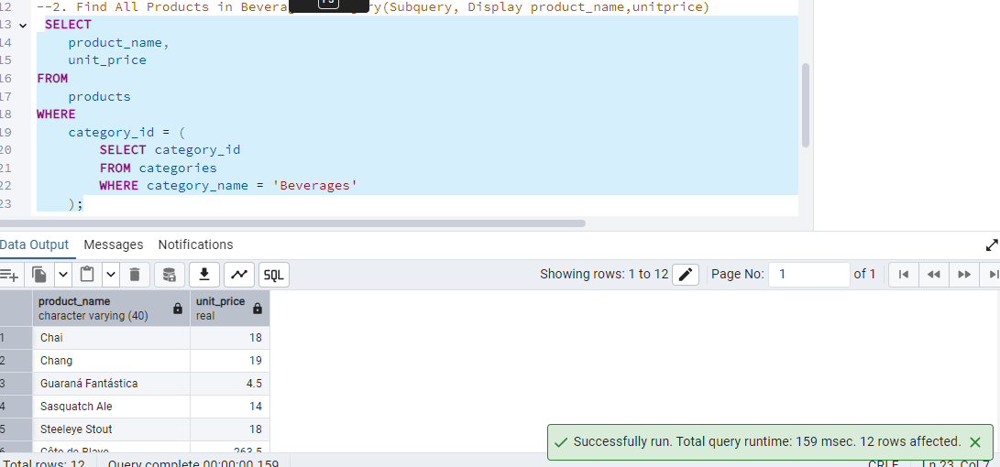 12 --2. Find All Products in Bevera gory(Subquery, Display product_name,unitprice)
13 SELECT
14 product_name,
15 unit_price
16 FROM
17 products
18 WHERE
19 category_id = (
20 SELECT category_id
21 FROM categories
22 WHERE category_name = 'Beverages'
23 );
Data Output Messages Notifications
SQL Showing rows: 1 to 12 Page No: 1 of 1
product_name unit_price
character varying (40) real
1 Chai 18
2 Chang 19
3 Guaraná Fantástica 4.5
4 Sasquatch Ale 14
5 Steeleye Stout 18
6 Côte de Blaye 263.5
Successfully run. Total query runtime: 159 msec. 12 rows affected.
Total rows: 12 Query complete 00:00:00.159 CRLF Ln 23, Col 7